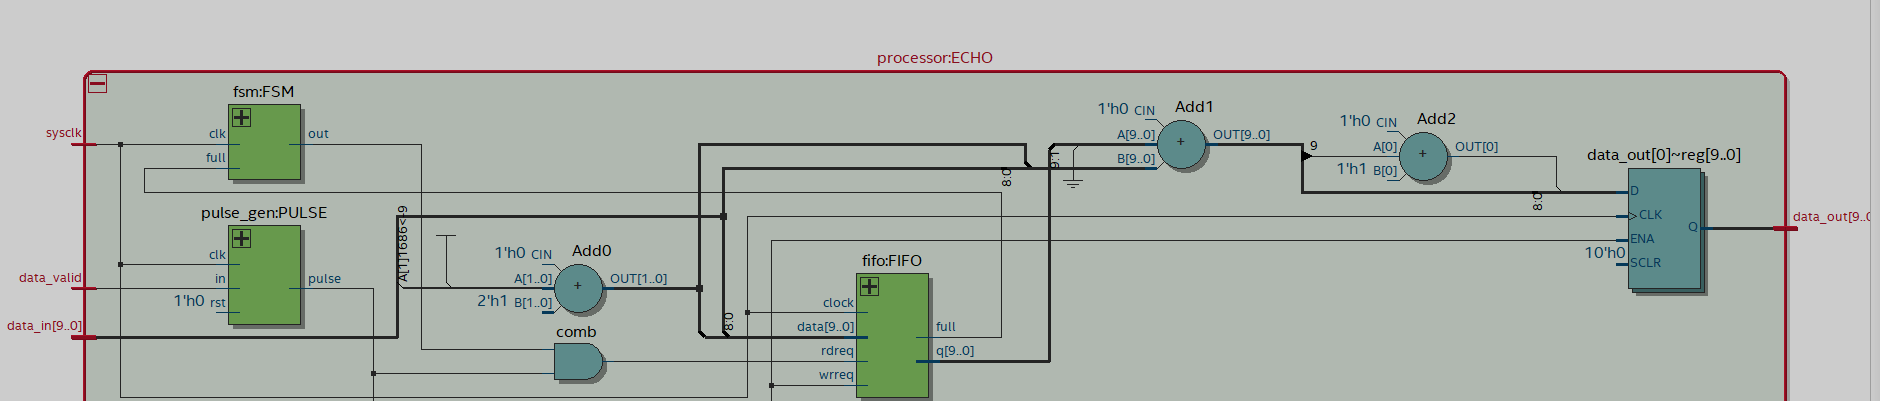 processor:ECHO
fsm:FSM
sysclk
clk
out
full
pulse_gen:PULSE
clk
data_valid
in
pulse
1'h0 rst
data_in[9..0]
9
1'h0 CIN
Add0
A[1..0]
OUT[1..0]
2'h1 B[1..0]
comb
8:0
fifo:FIFO
clock
data[9..0]
full
rdreq
q[9..0]
wrreq
8:0
9:1
1'h0 CIN
Add1
A[9..0]
OUT[9..0]
B[9..0]
9
1'h0 CIN
Add2
A[0]
OUT[0]
1'h1 B[0]
8:0
data_out[0]~reg[9..0]
D
CLK
Q
ENA
10'h0
SCLR